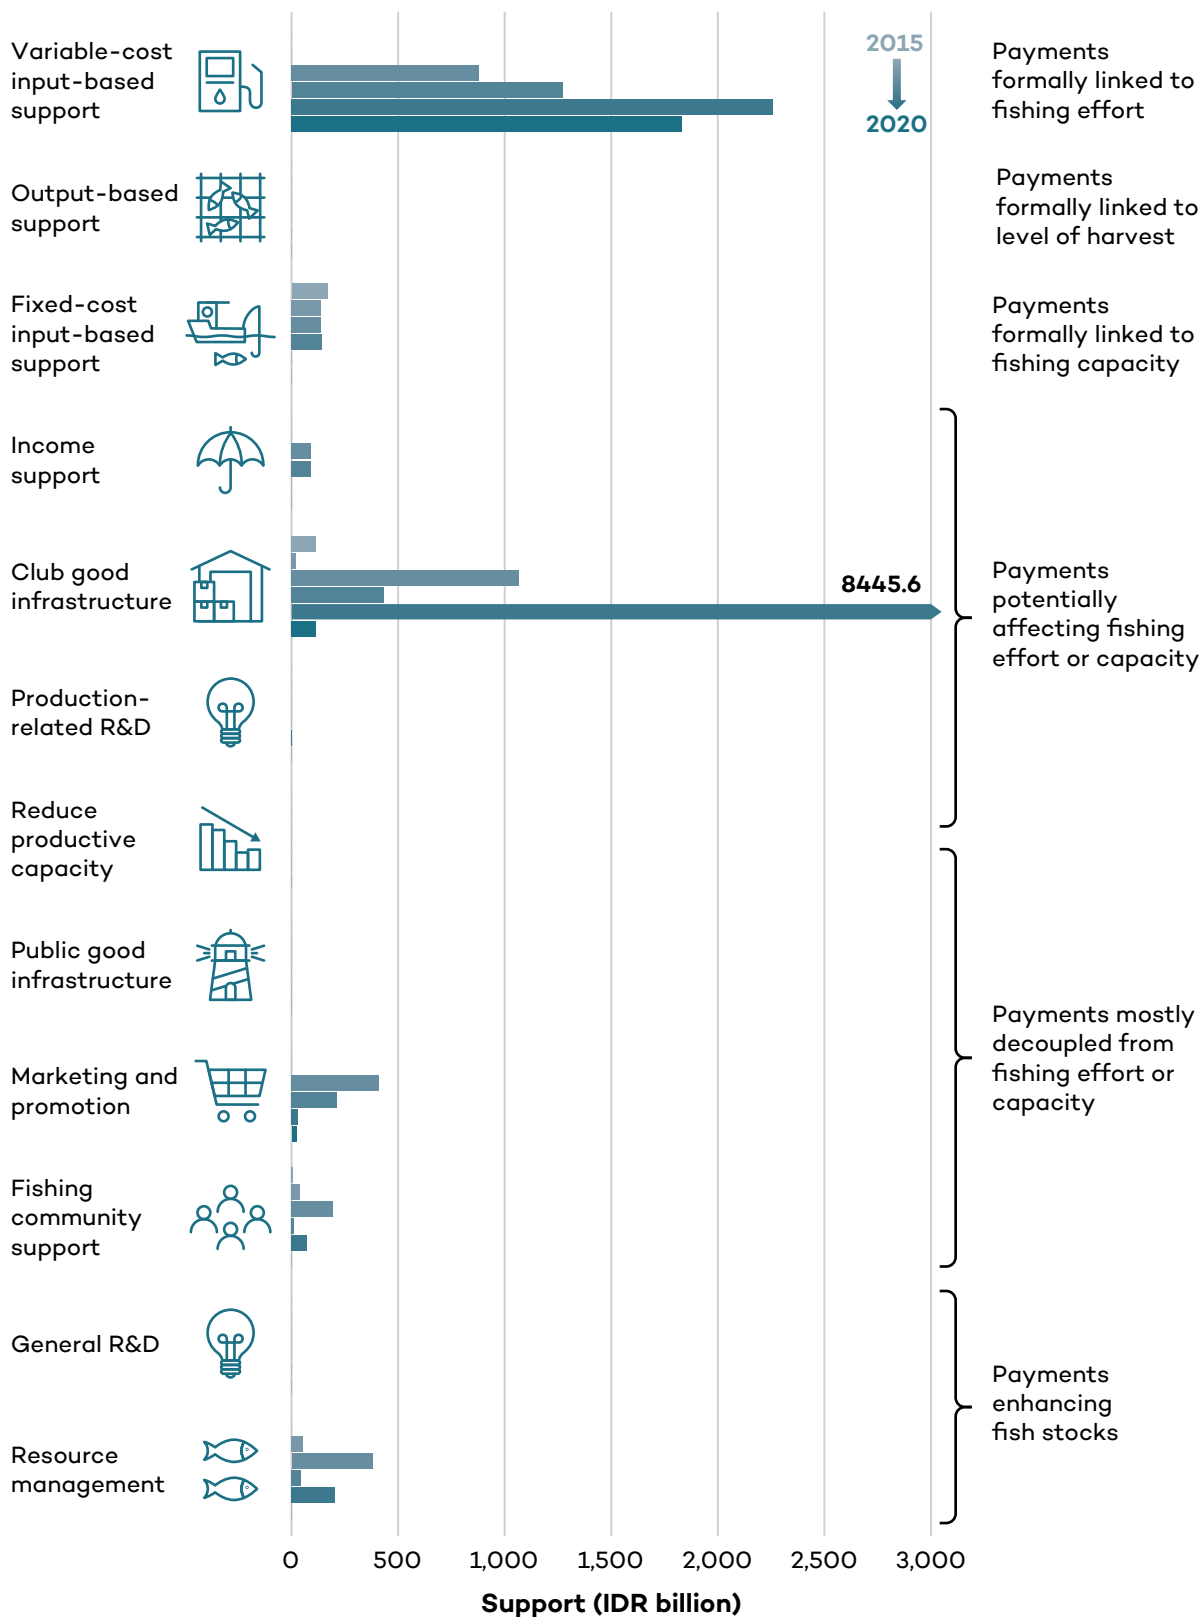 Variable-cost
input-based
support
2015
2020
Payments
formally linked to
fishing effort
Output-based
support
Payments
formally linked to
level of harvest
Fixed-cost
input-based
support
Payments
formally linked to
fishing capacity
Income
support
Club good
infrastructure
8445.6
Payments
potentially
affecting fishing
effort or capacity
Production-
related R&D
Reduce
productive
capacity
Public good
infrastructure
Marketing and
promotion
Payments mostly
decoupled from
fishing effort or
capacity
Fishing
community
support
General R&D
Resource
management
Payments
enhancing
fish stocks
0 500 1,000 1,500 2,000 2,500 3,000
Support (IDR billion)